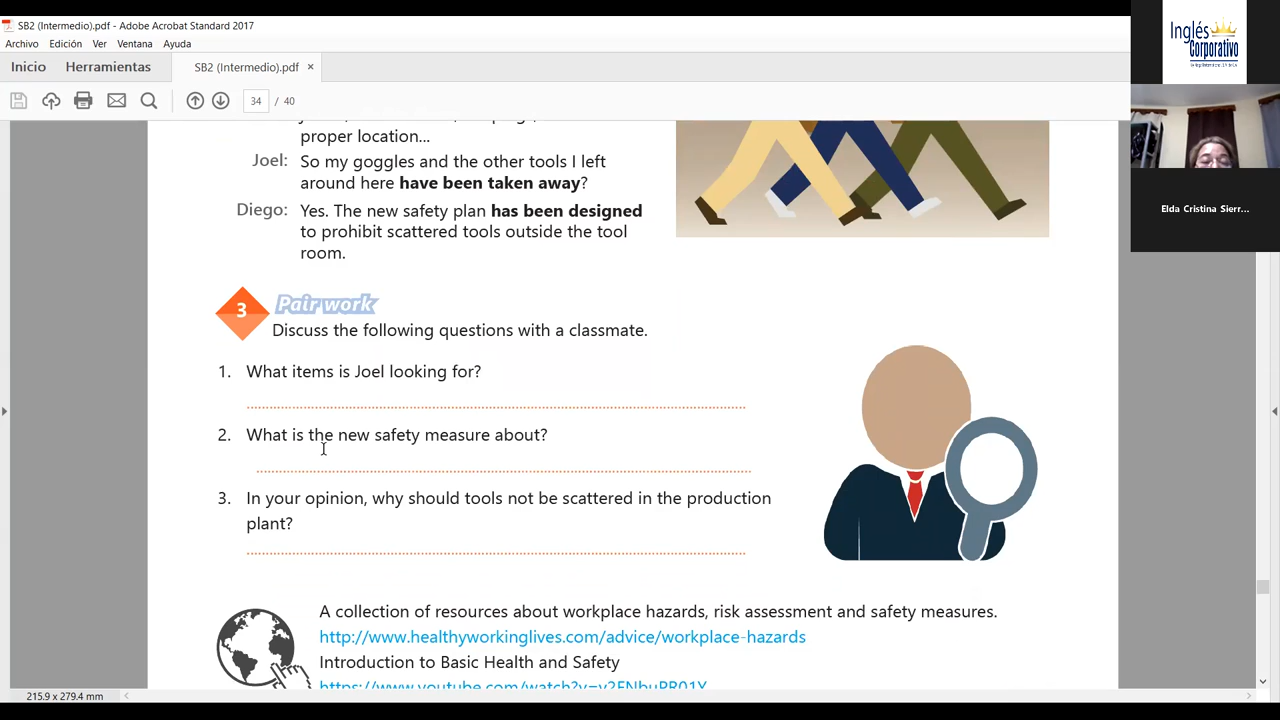 SB2 (Intermedio).pdf - Adobe Acrobat Standard 2017
Archivo Edición Ver Ventana Ayuda
Inicio Herramientas SB2 (Intermedio).pdf ×
34 / 40
proper location...
Joel: So my goggles and the other tools I left
around here have been taken away?
Diego: Yes. The new safety plan has been designed
to prohibit scattered tools outside the tool
room.
3 Pair work
Discuss the following questions with a classmate.
1. What items is Joel looking for?
2. What is the new safety measure about?
3. In your opinion, why should tools not be scattered in the production
plant?
A collection of resources about workplace hazards, risk assessment and safety measures.
http://www.healthyworkinglives.com/advice/workplace-hazards
Introduction to Basic Health and Safety
215.9 x 279.4 mm
Inglés
Corporativo
Elda Cristina Sierr...